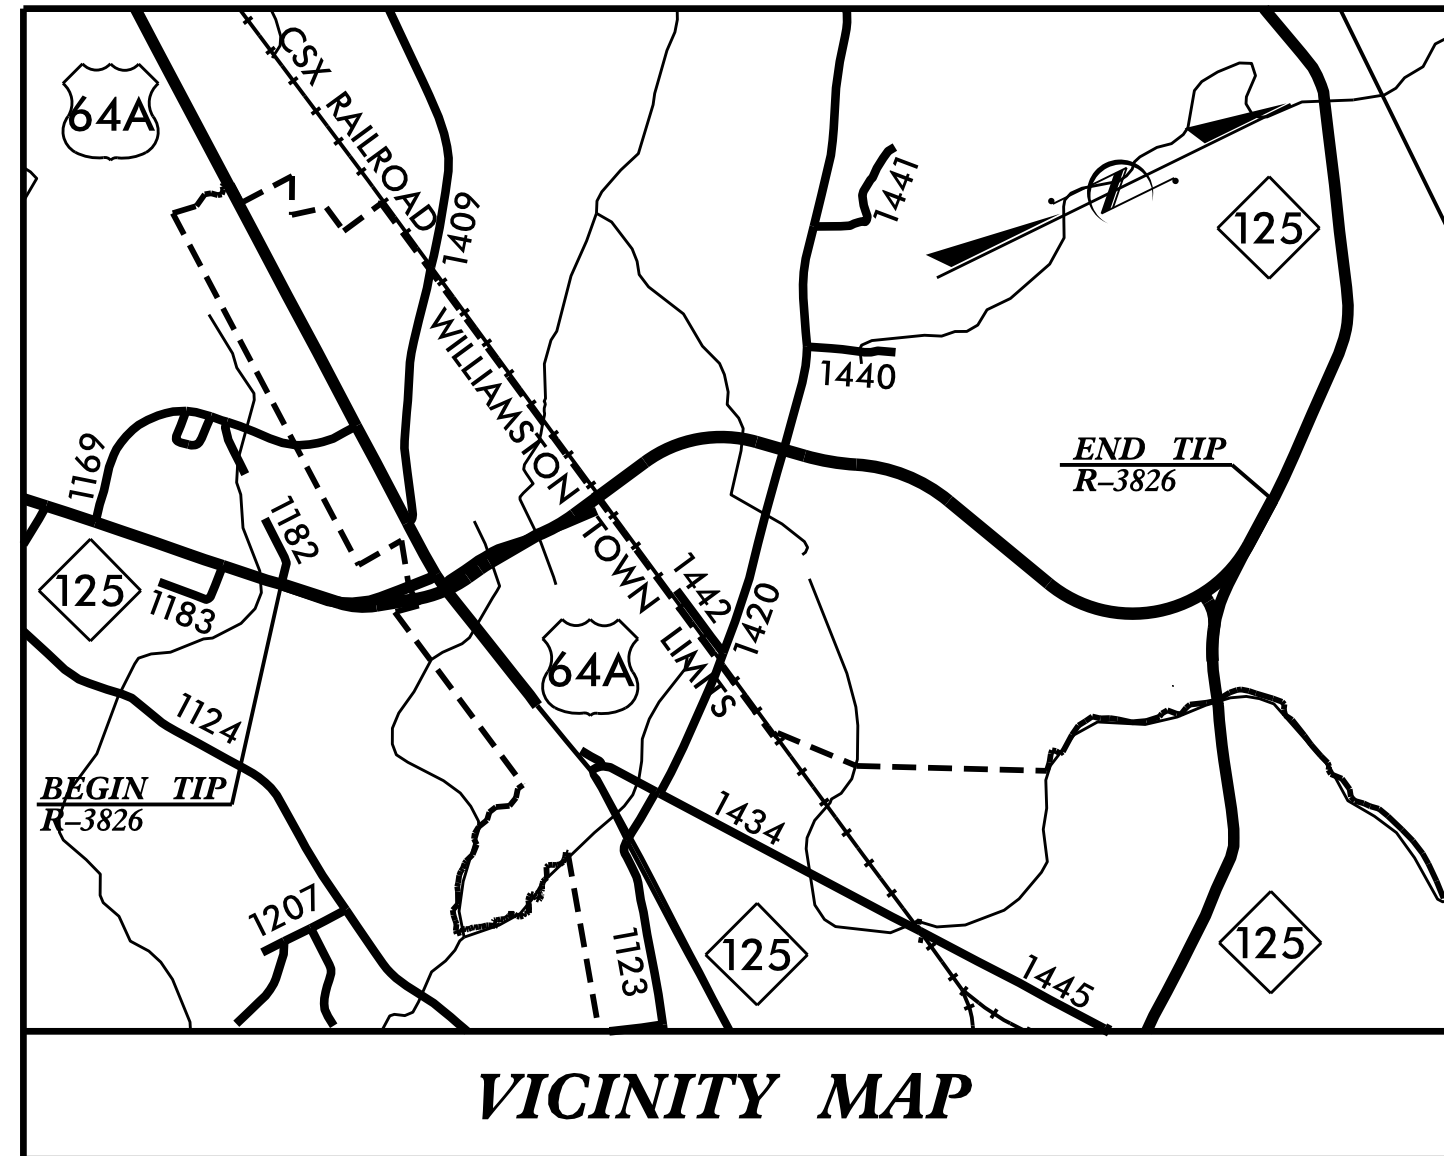 64A
CSX RAILROAD
1409
1441
125
1440
WILLIAMSTON TOWN LIMITS
1169
END TIP
R-3826
1182
125
1183
1442
1420
64A
1124
BEGIN TIP
R-3826
1434
1207
1123
125
125
1445
VICINITY MAP